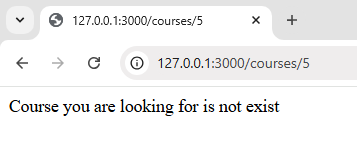 127.0.0.1:3000/courses/5
127.0.0.1:3000/courses/5
Course you are looking for is not exist